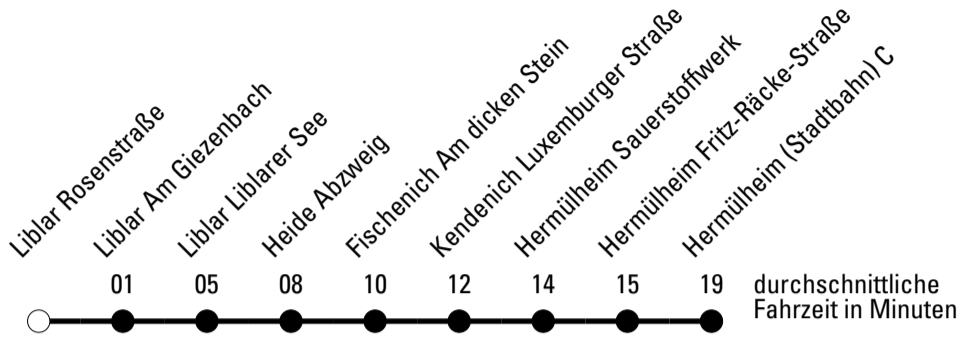 Liblar Rosenstraße
Liblar Am Giezenbach
Liblar Liblarer See
Heide Abzweig
Fischenich Am dicken Stein
Kendenich Luxemburger Straße
Hermülheim Sauerstoffwerk
Hermülheim Fritz-Räcke-Straße
Hermülheim (Stadtbahn) C
01 05 08 10 12 14 15 19
durchschnittliche
Fahrzeit in Minuten